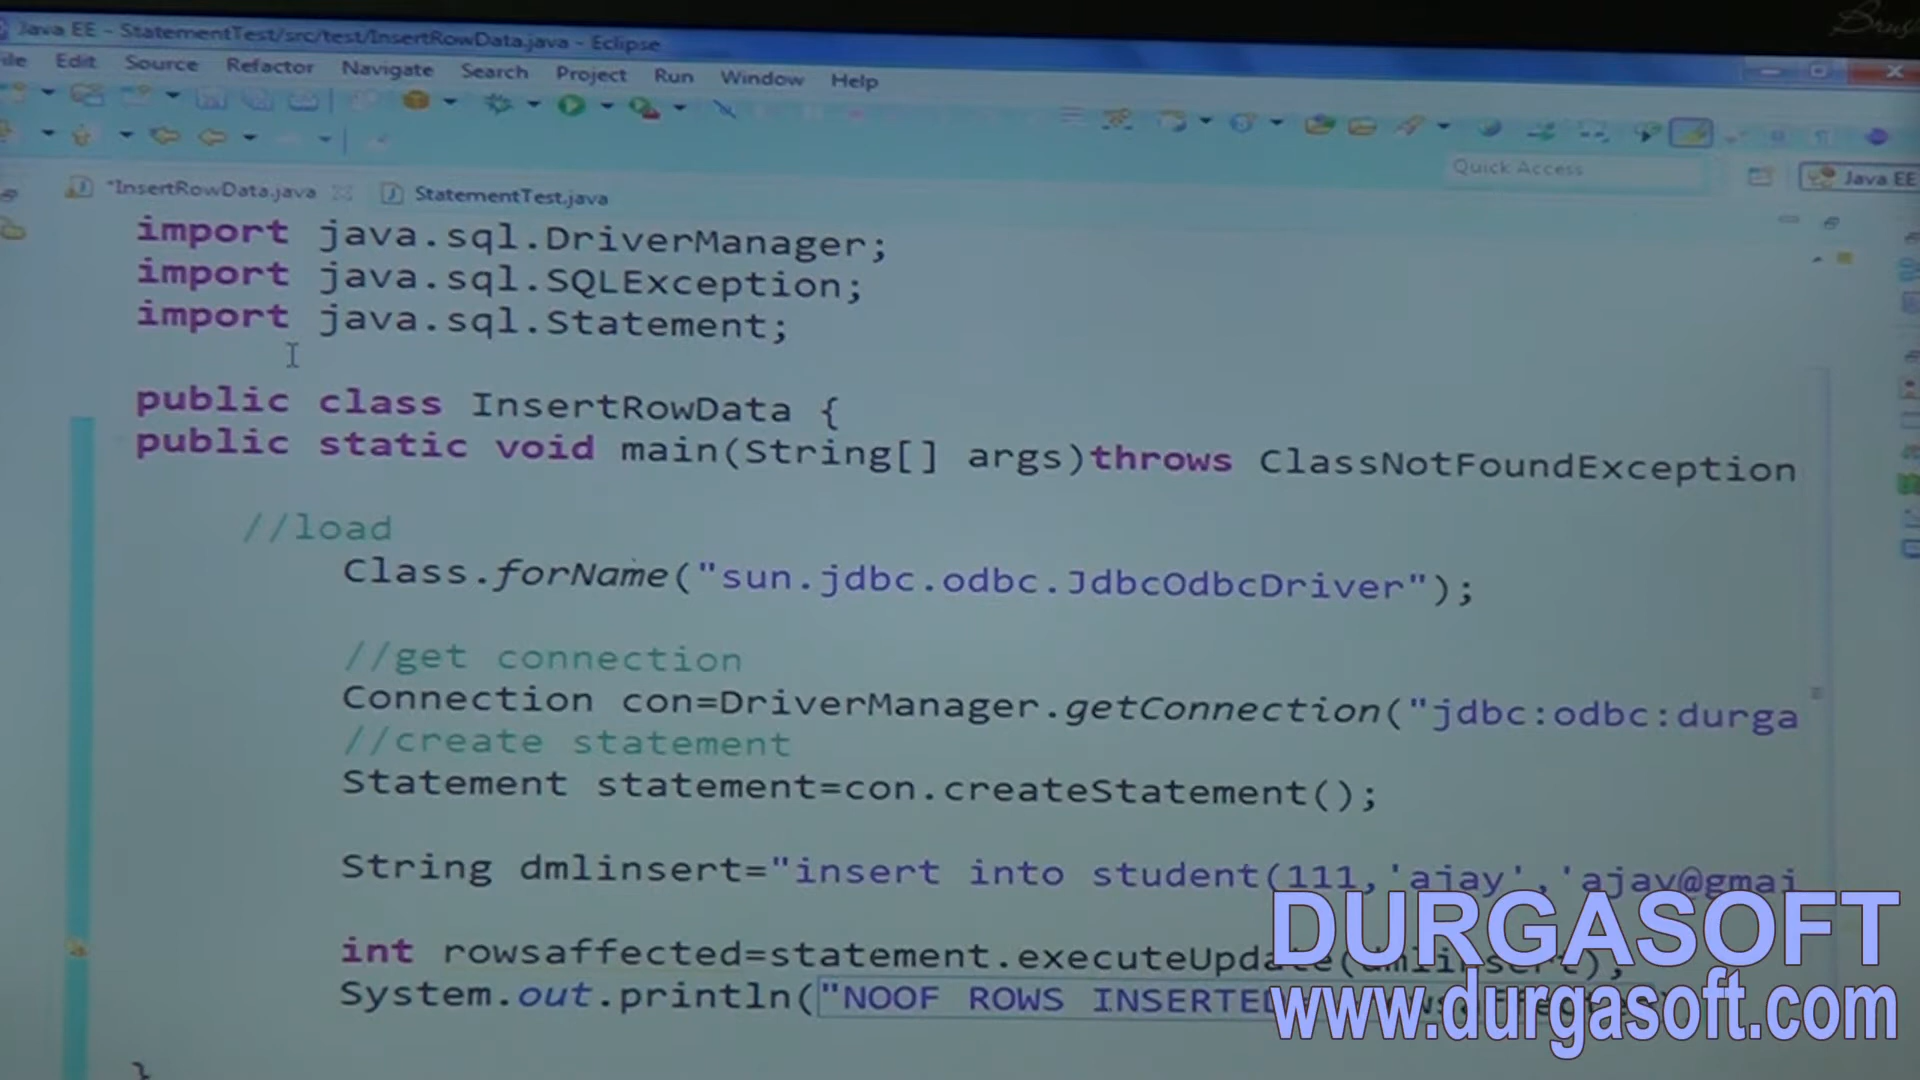 Java EE - StatementTest/src/test/InsertRowData.java - Eclipse
Edit Source Refactor Navigate Search Project Run Window Help
Quick Access
Java EE
*InsertRowData.java StatementTest.java
import java.sql.DriverManager;
import java.sql.SQLException;
import java.sql.Statement;
public class InsertRowData {
public static void main(String[] args)throws ClassNotFoundException
//load
Class.forName("sun.jdbc.odbc.JdbcOdbcDriver");
//get connection
Connection con=DriverManager.getConnection("jdbc:odbc:durga
//create statement
Statement statement=con.createStatement();
String dmlinsert="insert into student(111,'ajay','ajay@gmai
int rowsaffected=statement.executeUpdate(dmlinsert);
System.out.println("NOOF ROWS INSERTED
}
DURGASOFT
www.durgasoft.com